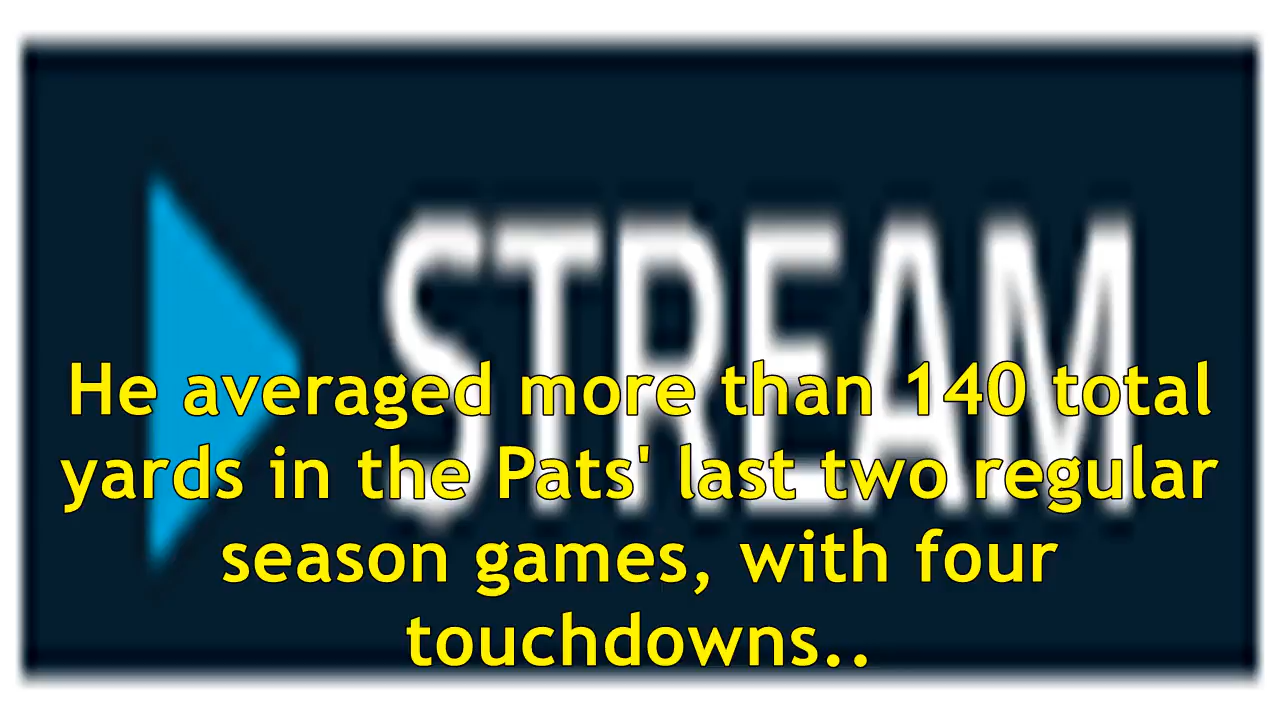 STREAM
He averaged more than 140 total
yards in the Pats' last two regular
season games, with four
touchdowns..